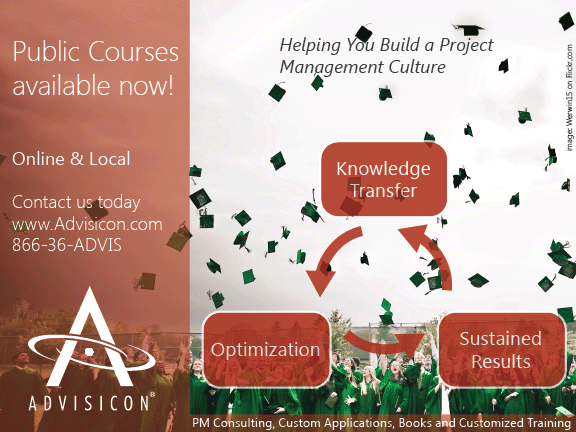 Public Courses
available now!
Online & Local
Contact us today
www.Advisicon.com
866-36-ADVIS
ADVISICON®
Helping You Build a Project
Management Culture
Knowledge
Transfer
Optimization
Sustained
Results
PM Consulting, Custom Applications, Books and Customized Training
image: Werwin15 on Flickr.com